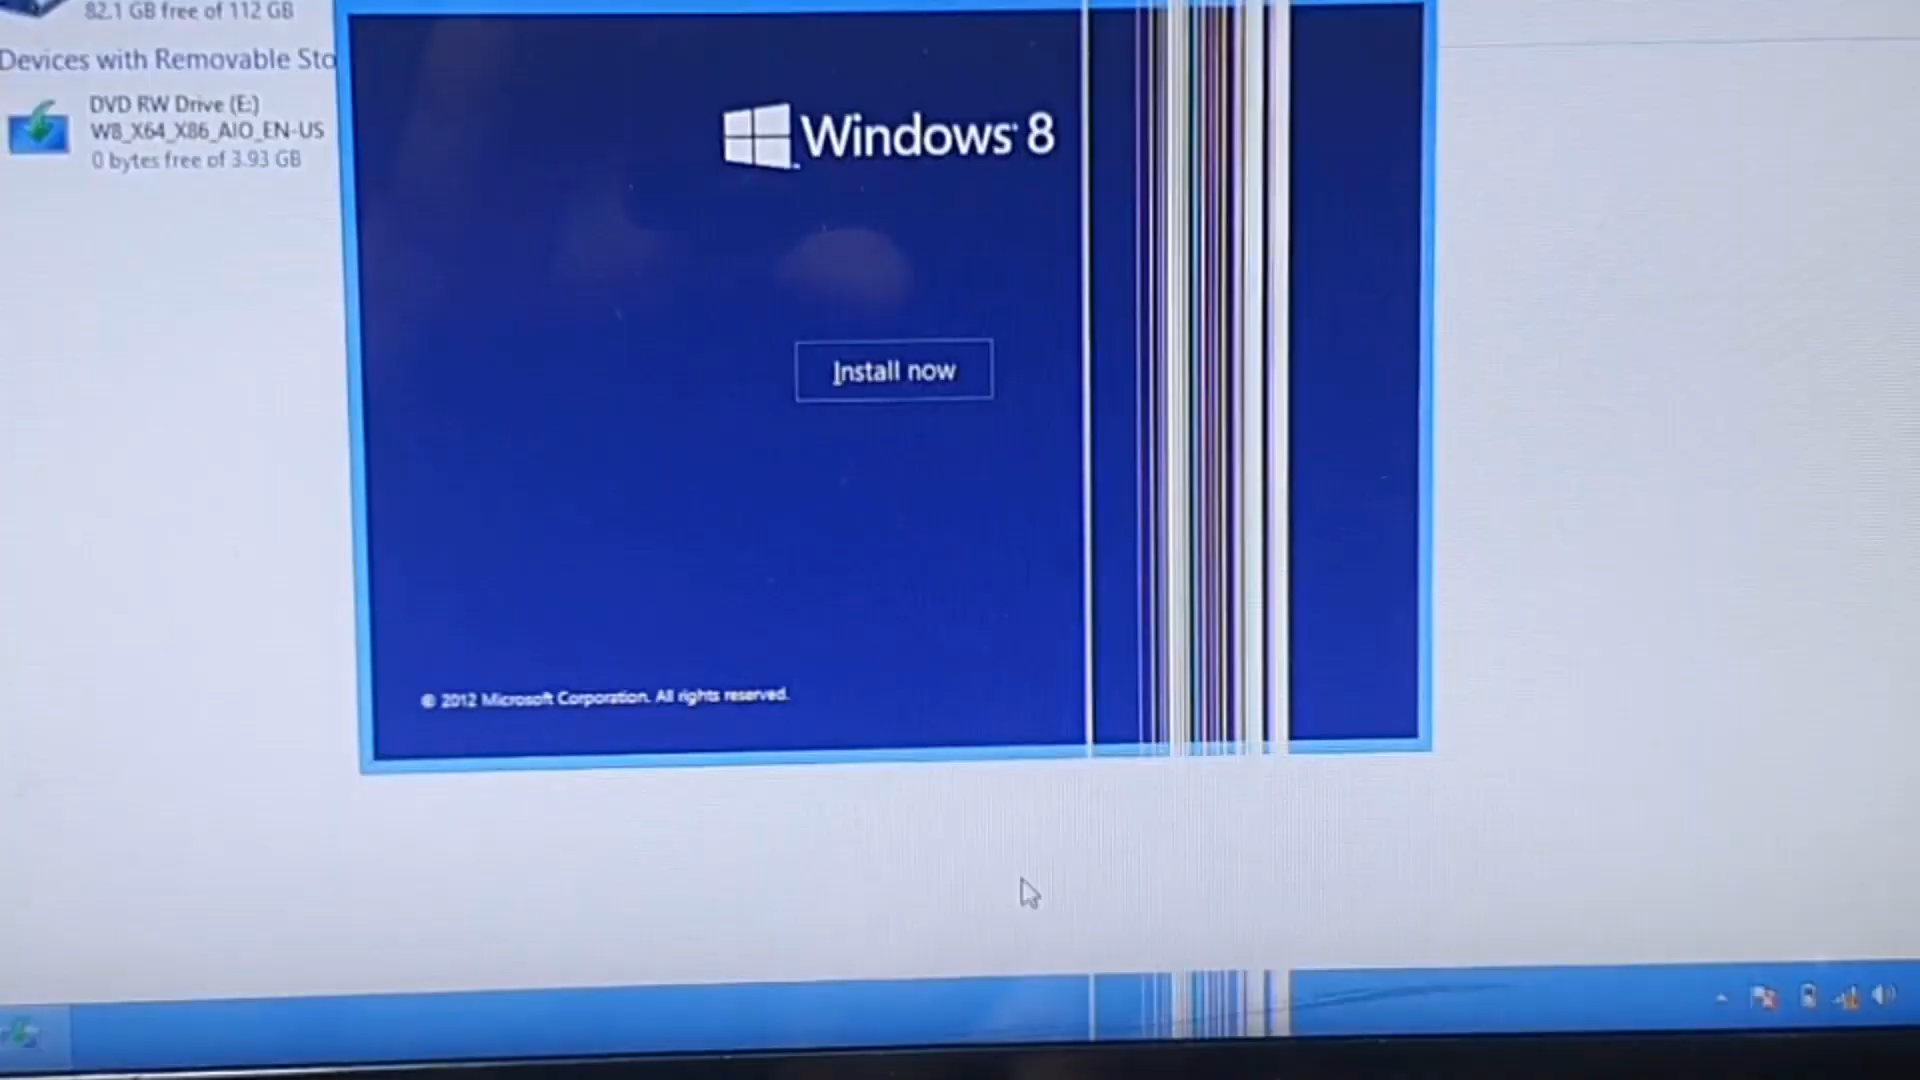 82.1 GB free of 112 GB
Devices with Removable Sto
DVD RW Drive (E:)
W8_X64_X86_AIO_EN-US
0 bytes free of 3.93 GB
Windows 8
Install now
© 2012 Microsoft Corporation. All rights reserved.